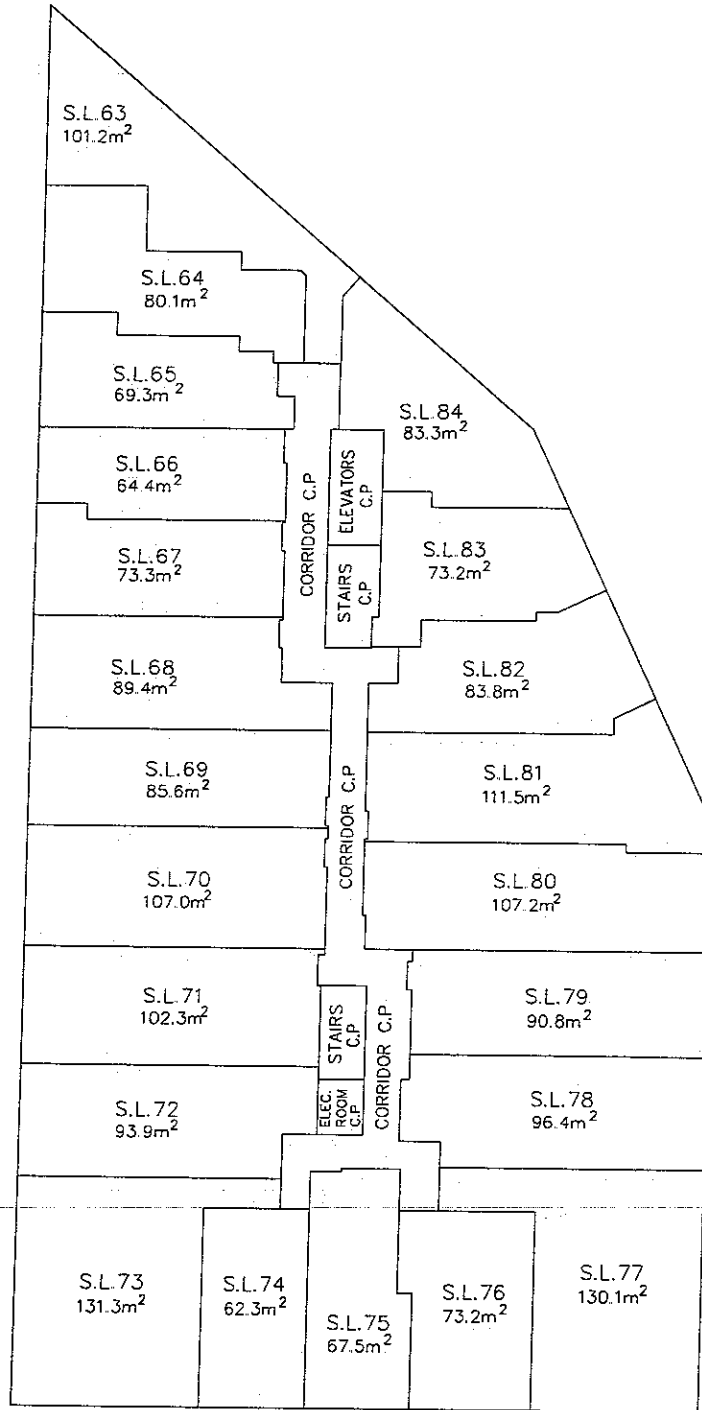 S.L.63
101.2m²
S.L.64
80.1m²
S.L.65
69.3m²
S.L.66
64.4m²
S.L.67
73.3m²
S.L.68
89.4m²
S.L.69
85.6m²
S.L.70
107.0m²
S.L.71
102.3m²
S.L.72
93.9m²
S.L.73
131.3m²
S.L.74
62.3m²
S.L.75
67.5m²
S.L.76
73.2m²
S.L.77
130.1m²
S.L.78
96.4m²
S.L.79
90.8m²
S.L.80
107.2m²
S.L.81
111.5m²
S.L.82
83.8m²
S.L.83
73.2m²
S.L.84
83.3m²
CORRIDOR C.P
ELEVATORS
C.P
STAIRS
C.P
CORRIDOR C.P
STAIRS
C.P
ELEC.
ROOM
C.P
CORRIDOR C.P